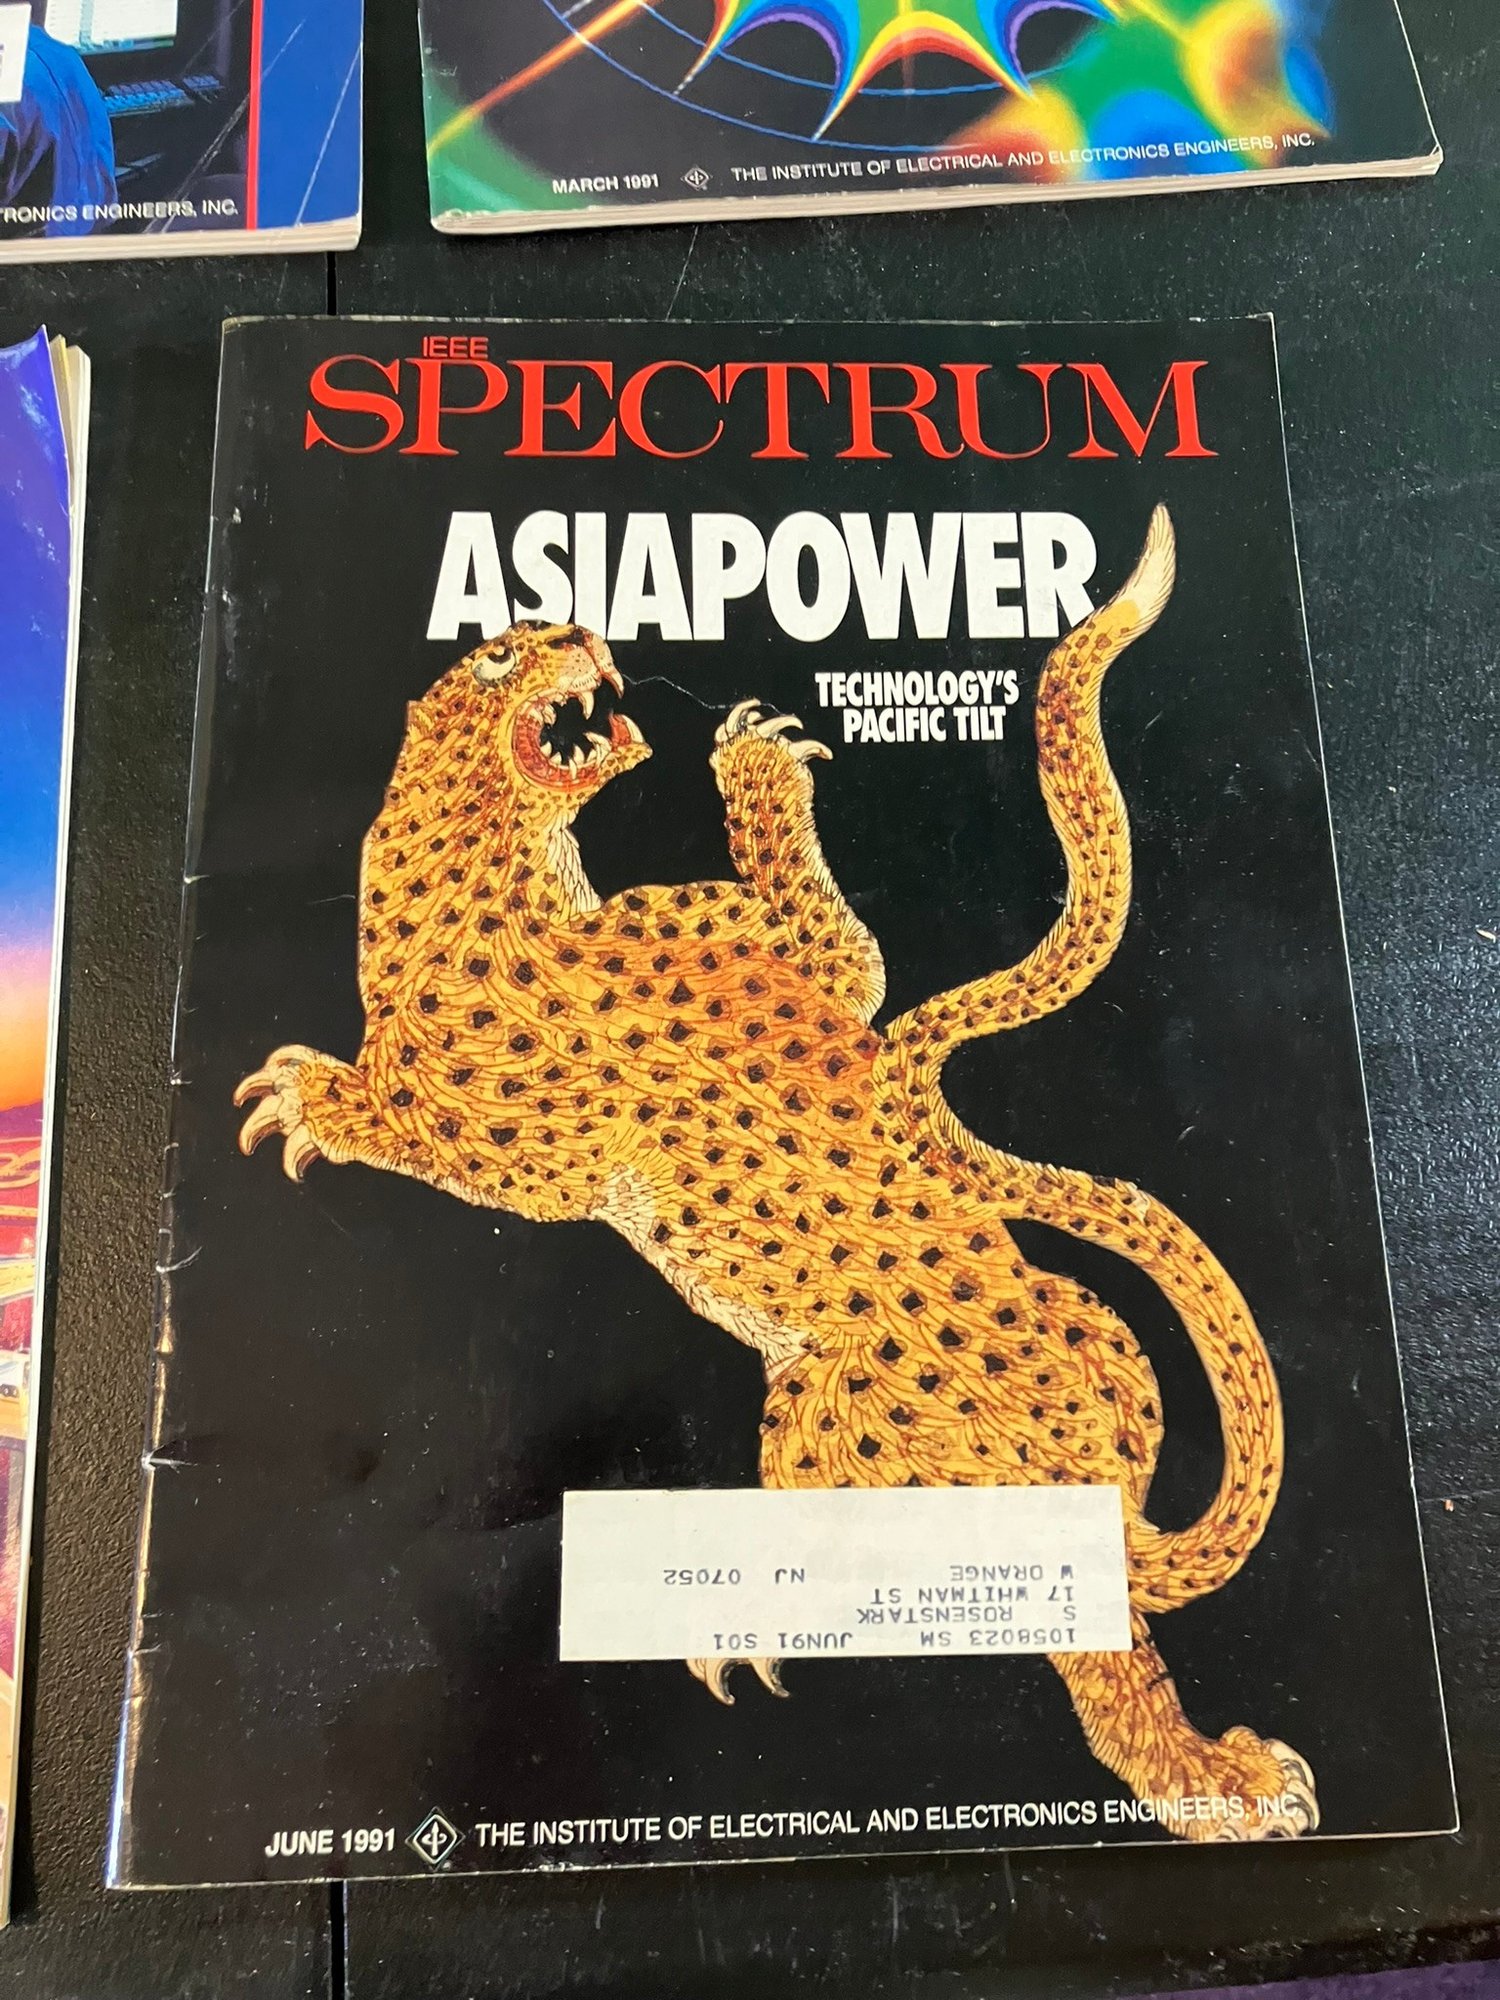 TRONICS ENGINEERS, INC.
MARCH 1991 THE INSTITUTE OF ELECTRICAL AND ELECTRONICS ENGINEERS, INC.
IEEE
SPECTRUM
ASIAPOWER
TECHNOLOGY'S
PACIFIC TILT
1058023 SM JUN91 S01
S ROSENSTARK
17 WHITMAN ST
W ORANGE NJ 07052
JUNE 1991 THE INSTITUTE OF ELECTRICAL AND ELECTRONICS ENGINEERS, INC.